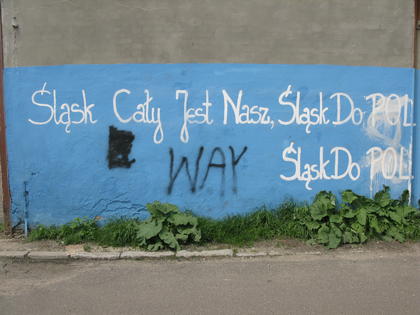 Śląsk Cały Jest Nasz, Śląsk Do POL
WAY Śląsk Do POL